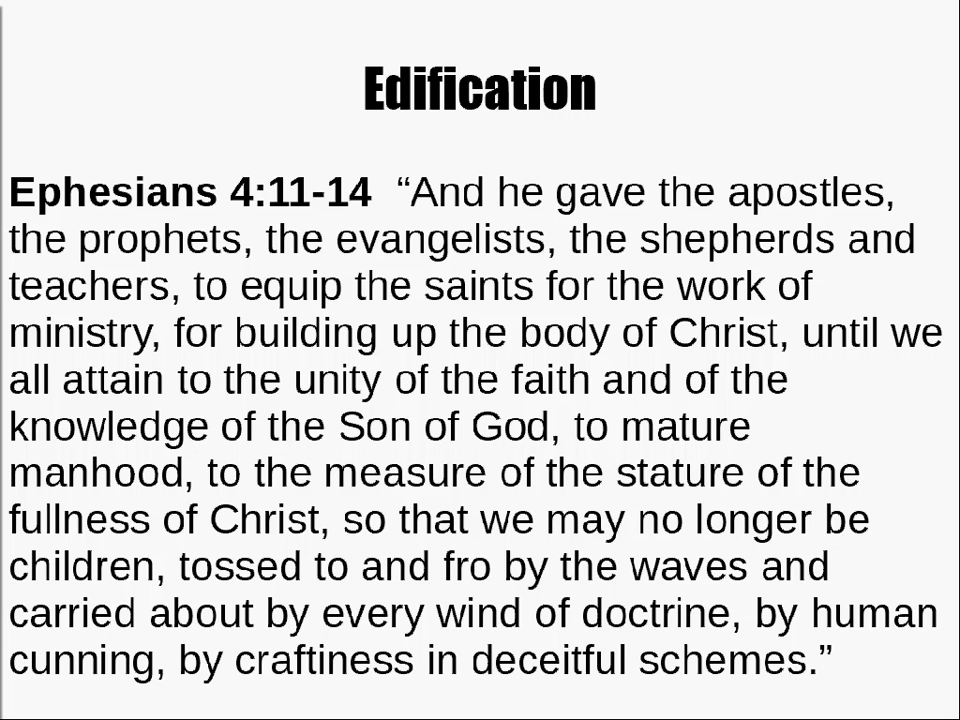 Edification
Ephesians 4:11-14  “And he gave the apostles,
the prophets, the evangelists, the shepherds and
teachers, to equip the saints for the work of
ministry, for building up the body of Christ, until we
all attain to the unity of the faith and of the
knowledge of the Son of God, to mature
manhood, to the measure of the stature of the
fullness of Christ, so that we may no longer be
children, tossed to and fro by the waves and
carried about by every wind of doctrine, by human
cunning, by craftiness in deceitful schemes.”